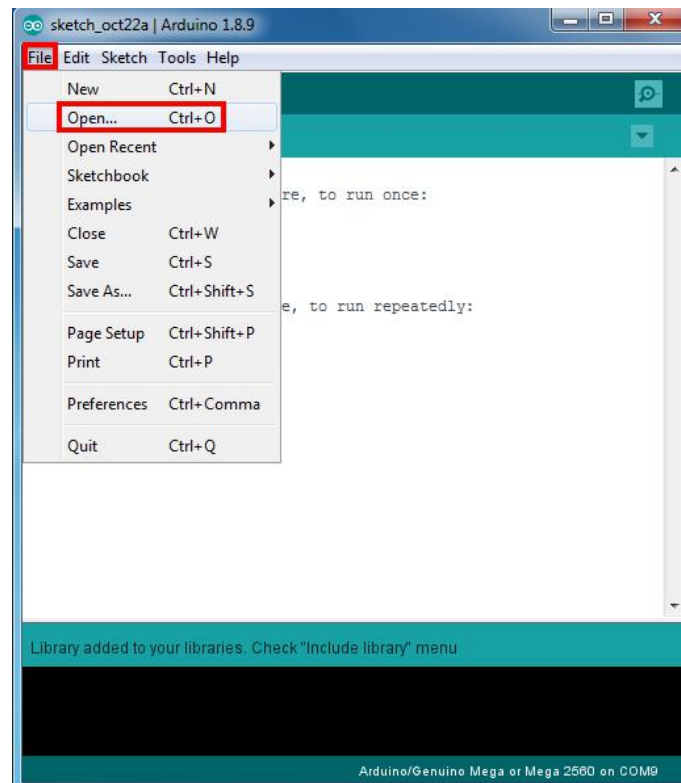 sketch_oct22a | Arduino 1.8.9
File Edit Sketch Tools Help
New Ctrl+N
Open... Ctrl+O
Open Recent
Sketchbook
Examples
re, to run once:
Close Ctrl+W
Save Ctrl+S
Save As... Ctrl+Shift+S
e, to run repeatedly:
Page Setup Ctrl+Shift+P
Print Ctrl+P
Preferences Ctrl+Comma
Quit Ctrl+Q
Library added to your libraries. Check "Include library" menu
Arduino/Genuino Mega or Mega 2560 on COM9